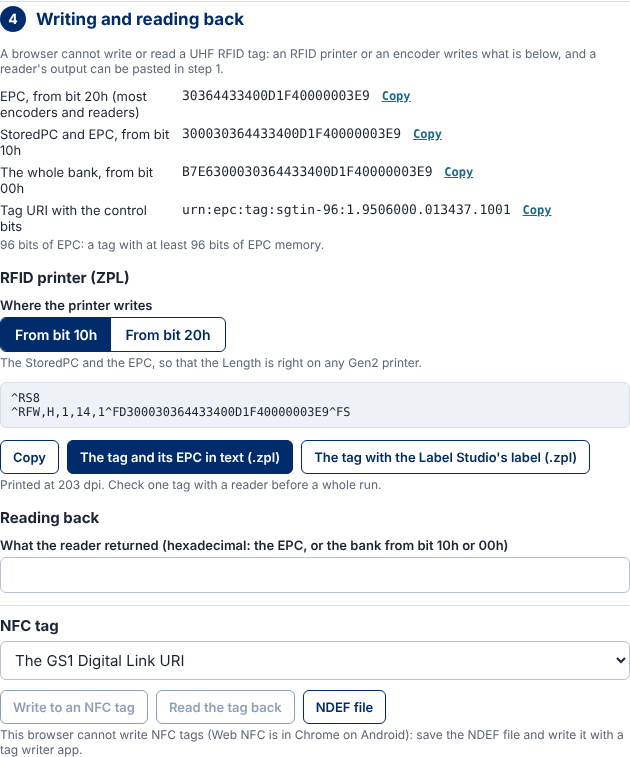 4 Writing and reading back
A browser cannot write or read a UHF RFID tag: an RFID printer or an encoder writes what is below, and a
reader's output can be pasted in step 1.
EPC, from bit 20h (most encoders and readers) 30364433400D1F40000003E9 Copy
StoredPC and EPC, from bit 10h 300030364433400D1F40000003E9 Copy
The whole bank, from bit 00h B7E6300030364433400D1F40000003E9 Copy
Tag URI with the control bits urn:epc:tag:sgtin-96:1.9506000.013437.1001 Copy
96 bits of EPC: a tag with at least 96 bits of EPC memory.
RFID printer (ZPL)
Where the printer writes
From bit 10h From bit 20h
The StoredPC and the EPC, so that the Length is right on any Gen2 printer.
^RS8
^RFW,H,1,14,1^FD300030364433400D1F40000003E9^FS
Copy The tag and its EPC in text (.zpl) The tag with the Label Studio's label (.zpl)
Printed at 203 dpi. Check one tag with a reader before a whole run.
Reading back
What the reader returned (hexadecimal: the EPC, or the bank from bit 10h or 00h)
NFC tag
The GS1 Digital Link URI
Write to an NFC tag Read the tag back NDEF file
This browser cannot write NFC tags (Web NFC is in Chrome on Android): save the NDEF file and write it with a
tag writer app.